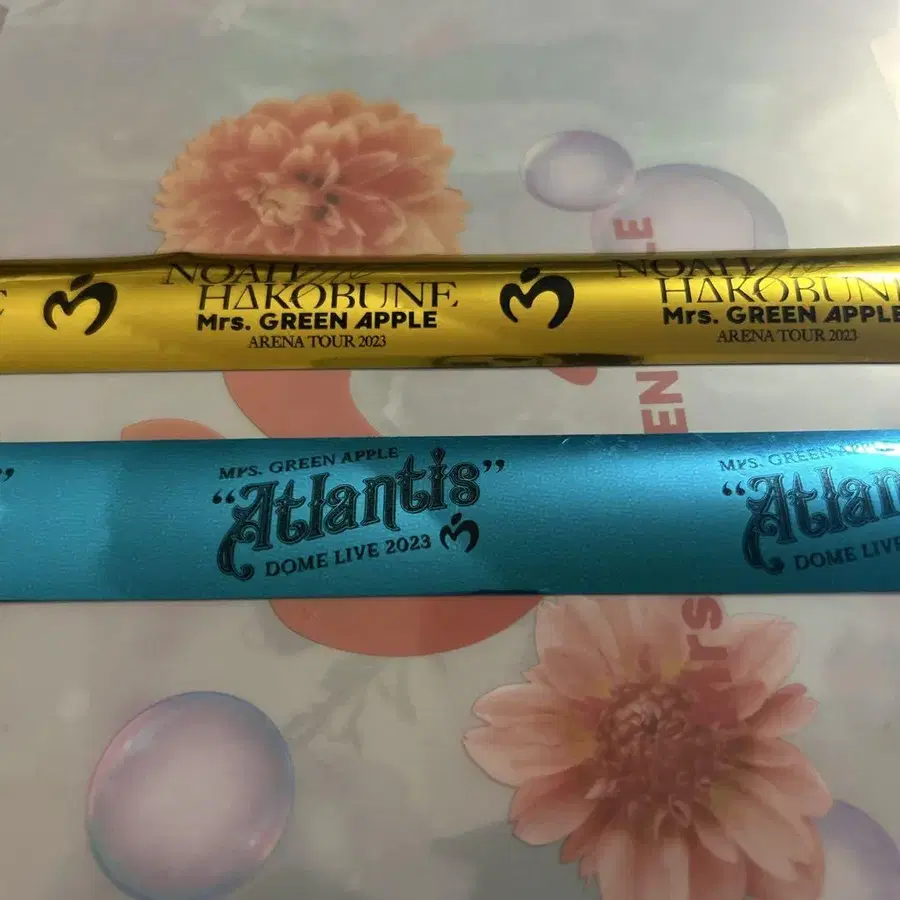 NOAH no
HAKOBUNE
Mrs. GREEN APPLE
ARENA TOUR 2023
NOAH no
HAKOBUNE
Mrs. GREEN APPLE
ARENA TOUR 2023
MrS. GREEN APPLE
“Atlantis”
DOME LIVE 2023
MrS. GREEN APPLE
“Atlan
DOME LIVE